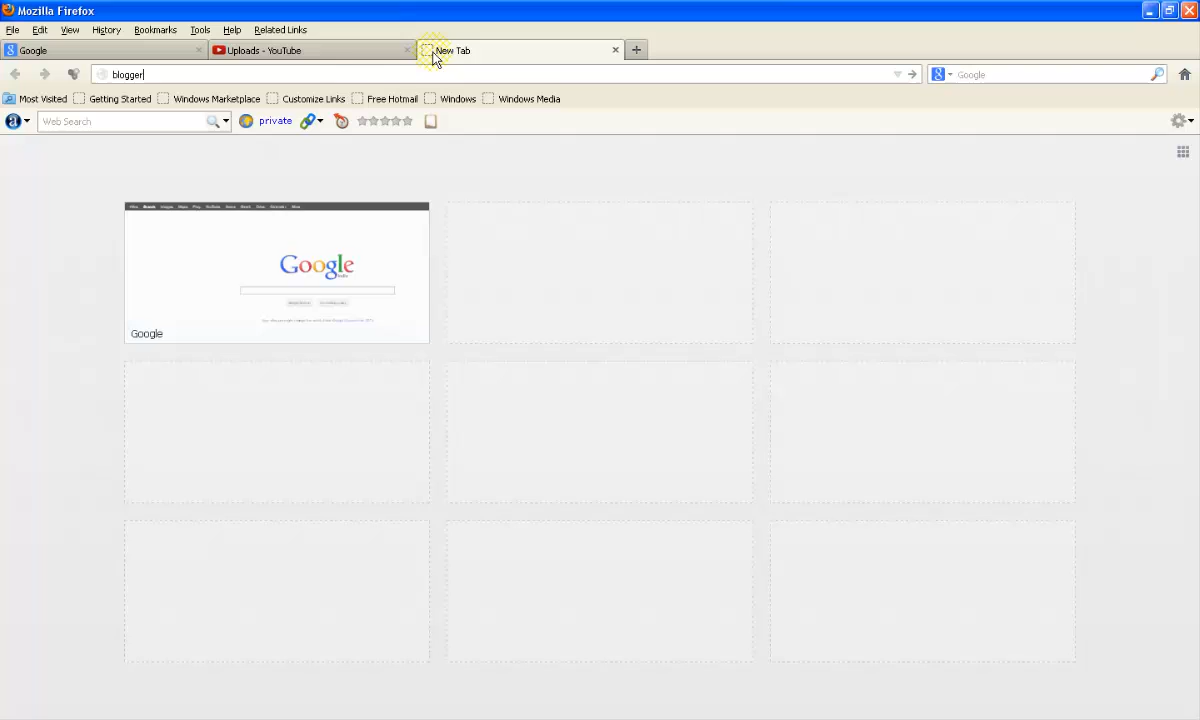 Mozilla Firefox
File Edit View History Bookmarks Tools Help Related Links
Google Uploads - YouTube New Tab
blogger Google
Most Visited Getting Started Windows Marketplace Customize Links Free Hotmail Windows Windows Media
Web Search private
Google
Google